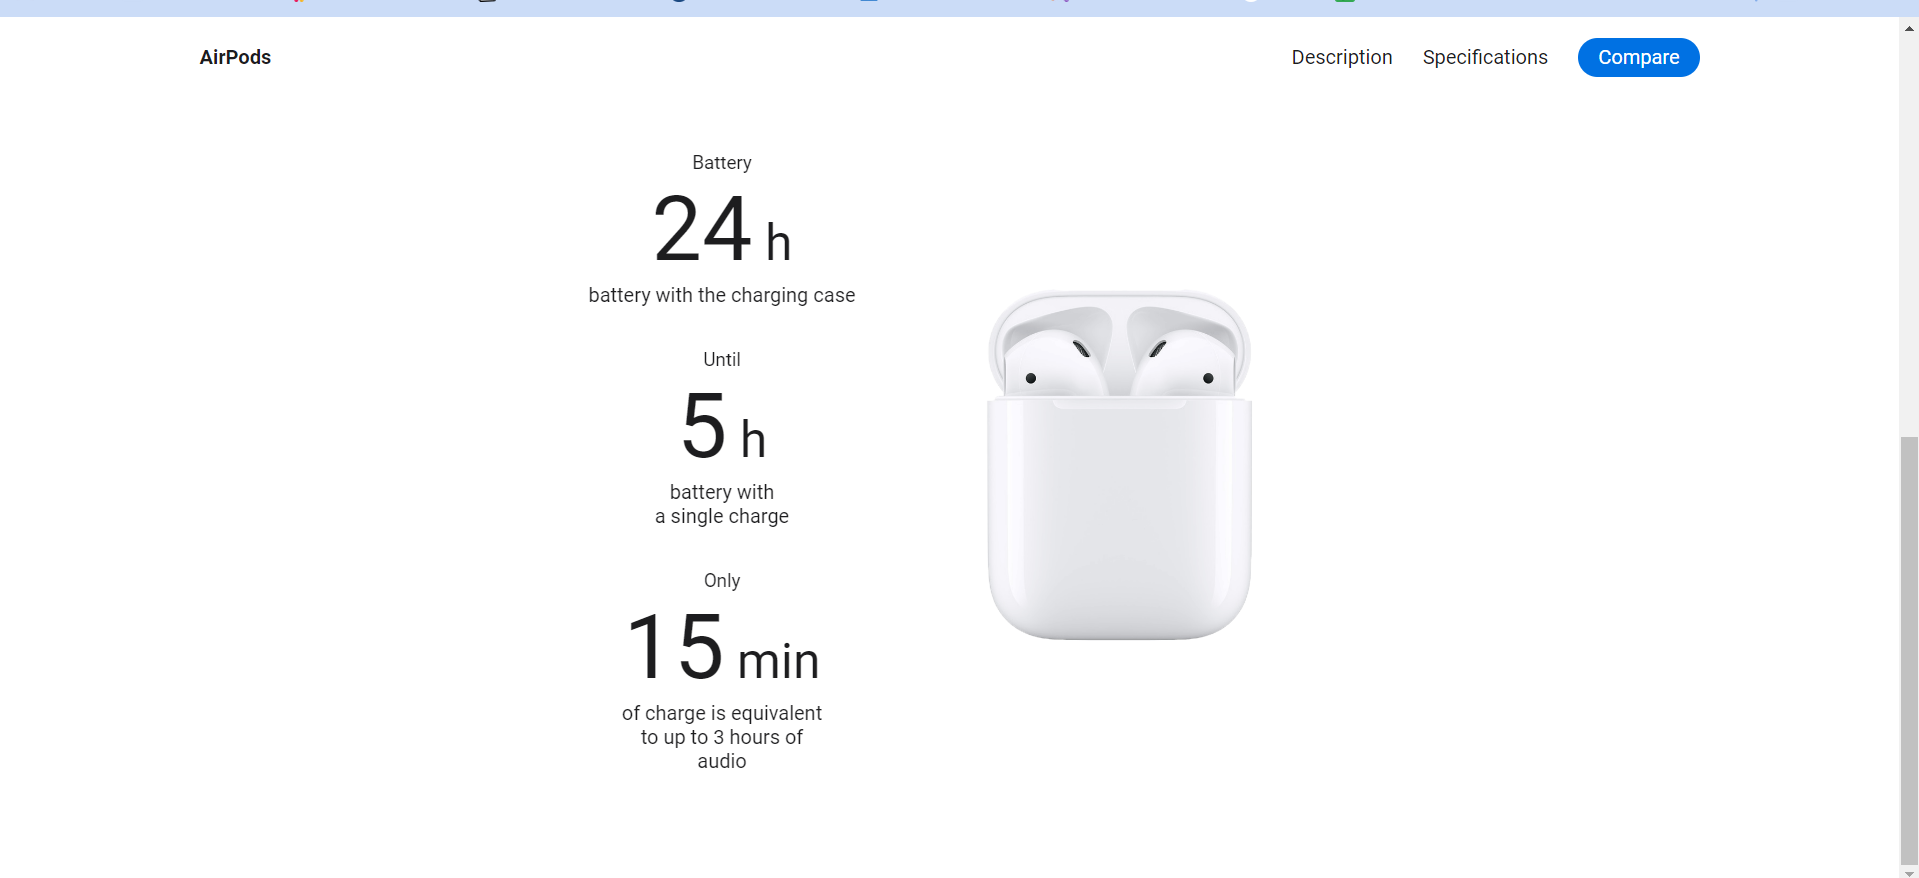 AirPods
Description
Specifications
Compare
Battery
24 h
battery with the charging case
Until
5 h
battery with
a single charge
Only
15 min
of charge is equivalent
to up to 3 hours of
audio